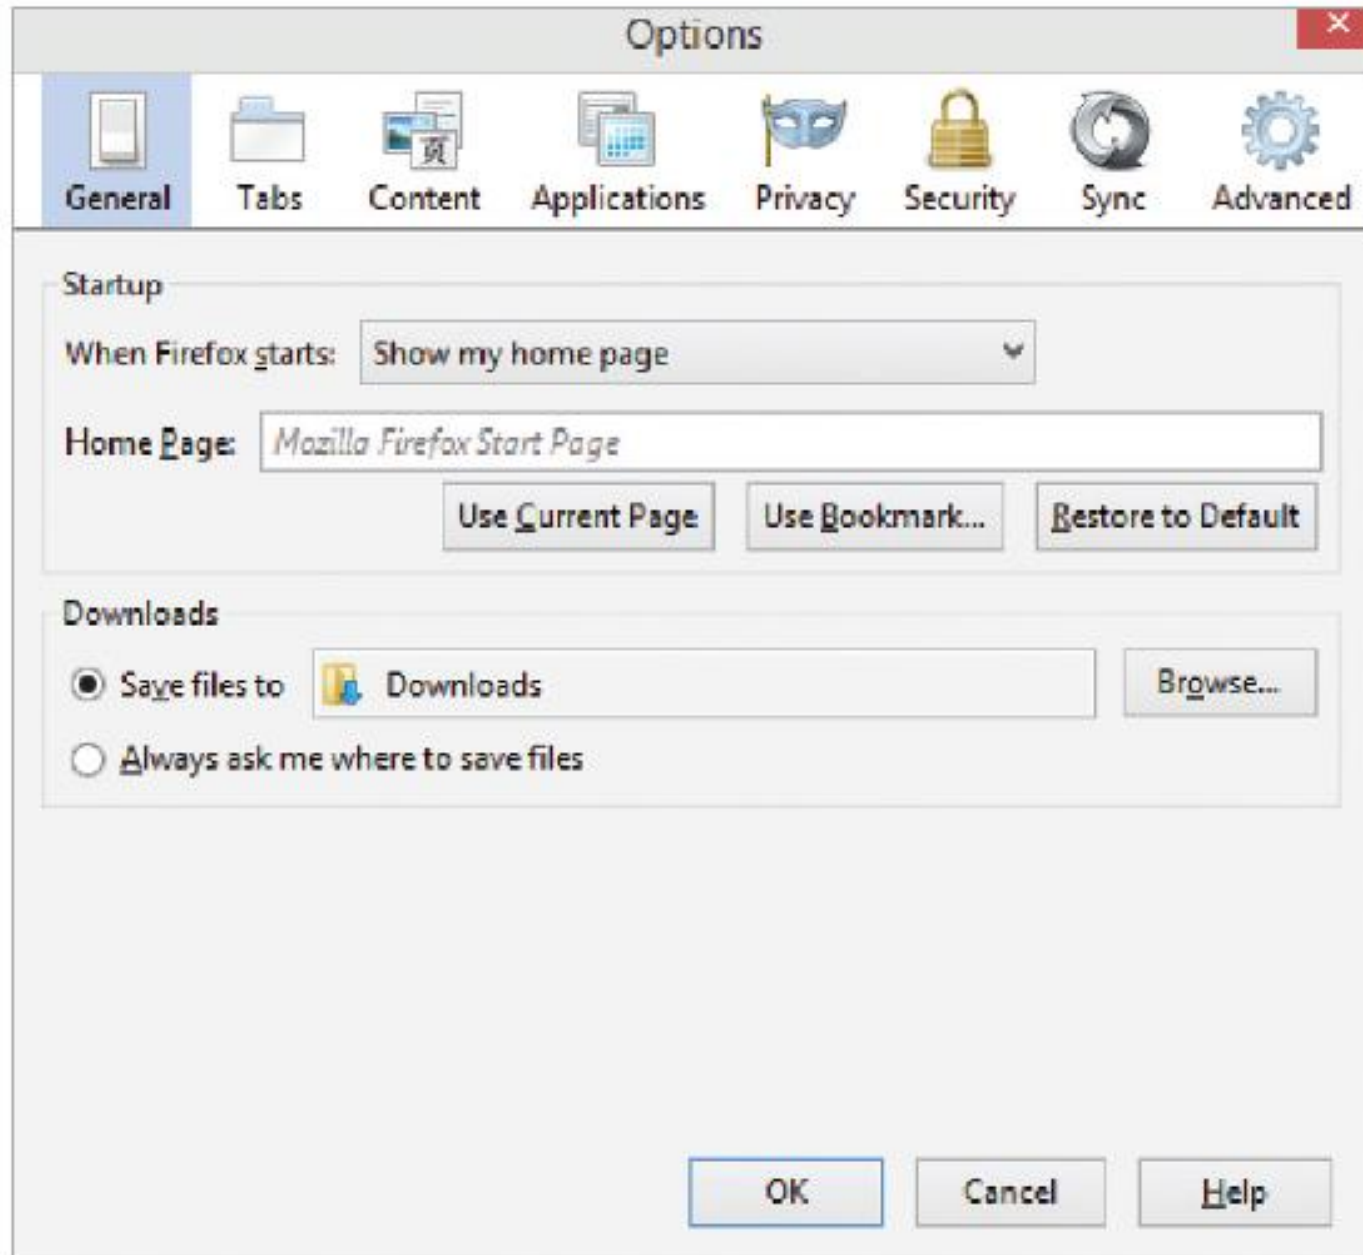 Options
General Tabs Content Applications Privacy Security Sync Advanced
Startup
When Firefox starts: Show my home page
Home Page: Mozilla Firefox Start Page
Use Current Page Use Bookmark... Restore to Default
Downloads
Save files to Downloads Browse...
Always ask me where to save files
OK Cancel Help